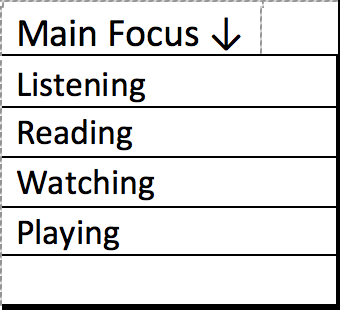 Main Focus ↓
Listening
Reading
Watching
Playing